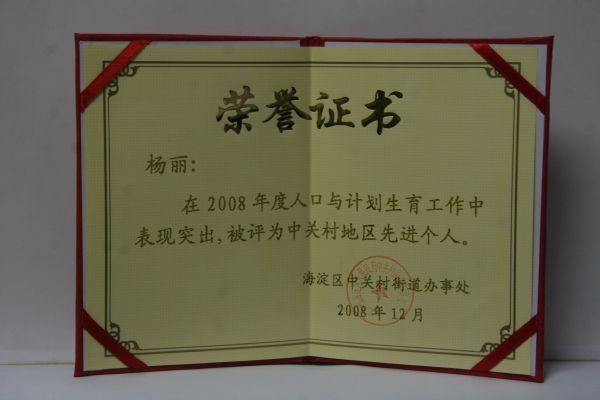 荣誉证书
杨丽：
在2008年度人口与计划生育工作中
表现突出，被评为中关村地区先进个人。
海淀区中关村街道办事处
2008年12月